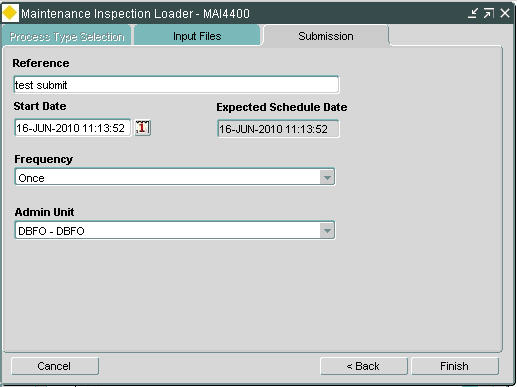 Maintenance Inspection Loader - MAI4400
Process Type Selection Input Files Submission
Reference
test submit
Start Date Expected Schedule Date
16-JUN-2010 11:13:52 1 16-JUN-2010 11:13:52
Frequency
Once
Admin Unit
DBFO - DBFO
Cancel < Back Finish